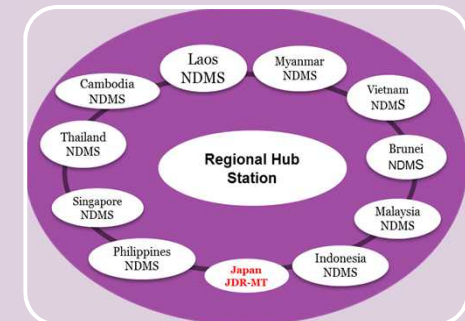 Laos
NDMS
Myanmar
NDMS
Cambodia
NDMS
Vietnam
NDMS
Thailand
NDMS
Regional Hub
Station
Brunei
NDMS
Singapore
NDMS
Malaysia
NDMS
Philippines
NDMS
Japan
JDR-MT
Indonesia
NDMS